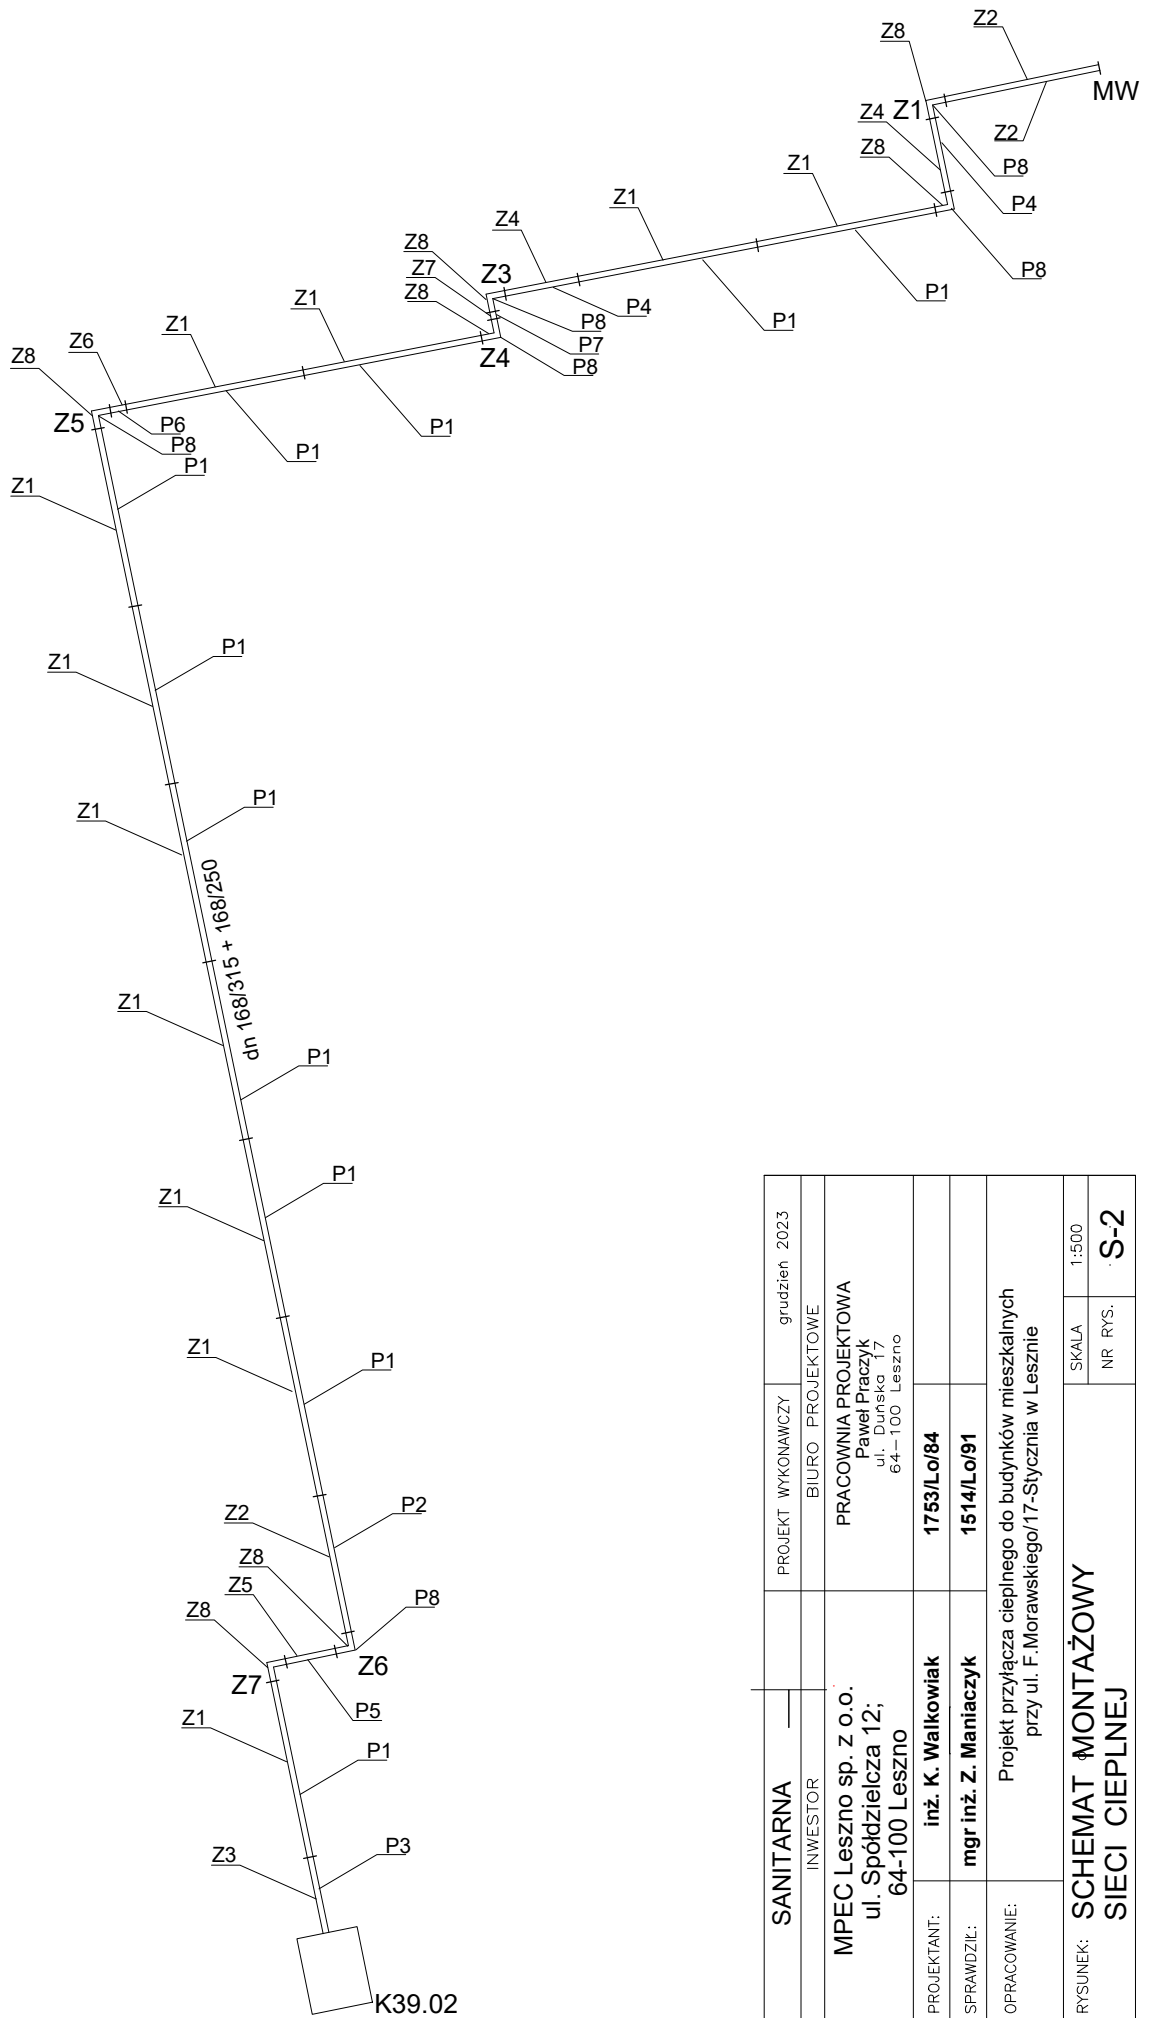 Z2
Z8
MW
Z1
Z4
Z2
Z8
P8
Z1
P4
Z1
Z4
Z8
Z3
P8
Z7
Z8
P1
Z1
P4
P8
Z1
P1
P7
Z6
Z4
Z8
P8
Z5
P6
P1
P8
P1
P1
Z1
P1
Z1
P1
Z1
dn 168/315 + 168/250
Z1
P1
P1
Z1
Z1
P1
P2
Z2
Z8
Z5
P8
Z8
Z6
Z7
P5
Z1
P1
P3
Z3
K39.02
SANITARNA
PROJEKT WYKONAWCZY
grudzień 2023
INWESTOR
BIURO PROJEKTOWE
MPEC Leszno sp. z o.o.
ul. Spółdzielcza 12;
64-100 Leszno
PRACOWNIA PROJEKTOWA
Paweł Praczyk
ul. Duńska 17
64-100 Leszno
PROJEKTANT:
inż. K. Walkowiak
1753/Lo/84
SPRAWDZIŁ:
mgr inż. Z. Maniaczyk
1514/Lo/91
OPRACOWANIE:
Projekt przyłącza cieplnego do budynków mieszkalnych
przy ul. F.Morawskiego/17-Stycznia w Lesznie
RYSUNEK:
SCHEMAT MONTAŻOWY
SIECI CIEPLNEJ
SKALA
1:500
NR RYS.
S-2